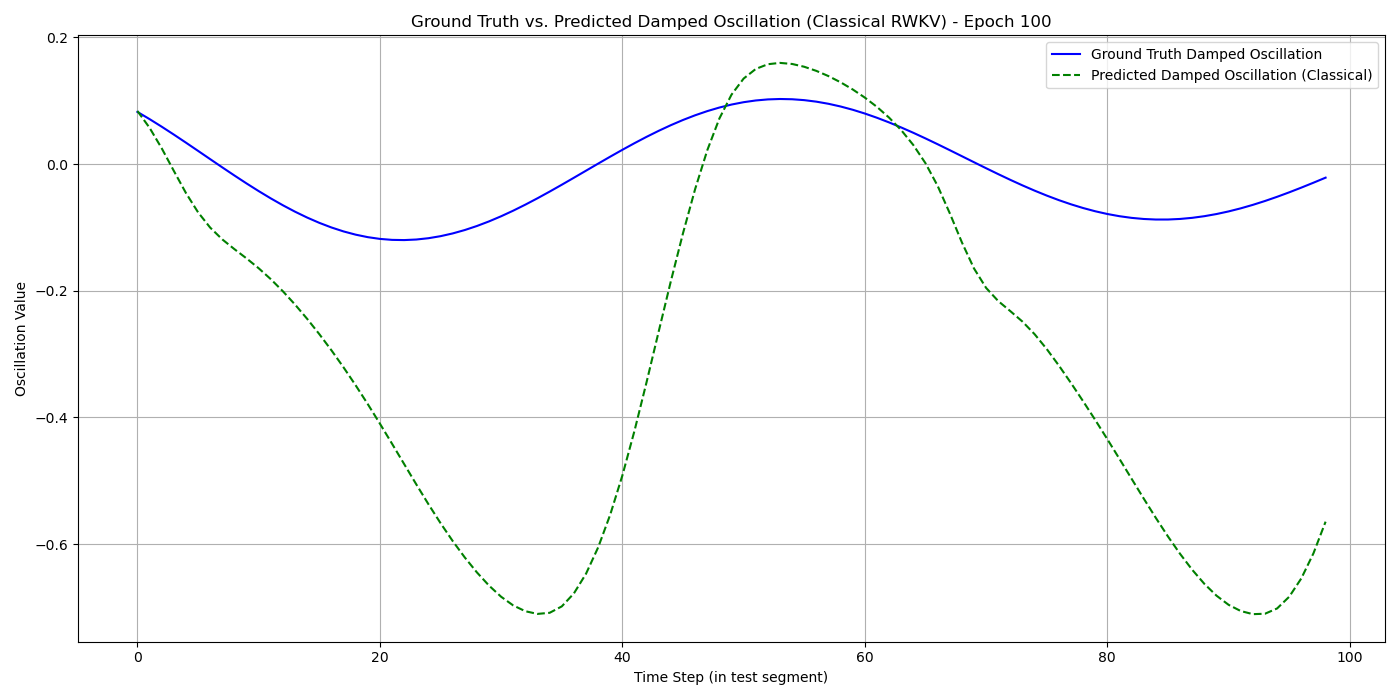 Ground Truth vs. Predicted Damped Oscillation (Classical RWKV) - Epoch 100
Ground Truth Damped Oscillation
Predicted Damped Oscillation (Classical)
Oscillation Value
0.2
0.0
−0.2
−0.4
−0.6
0 20 40 60 80 100
Time Step (in test segment)